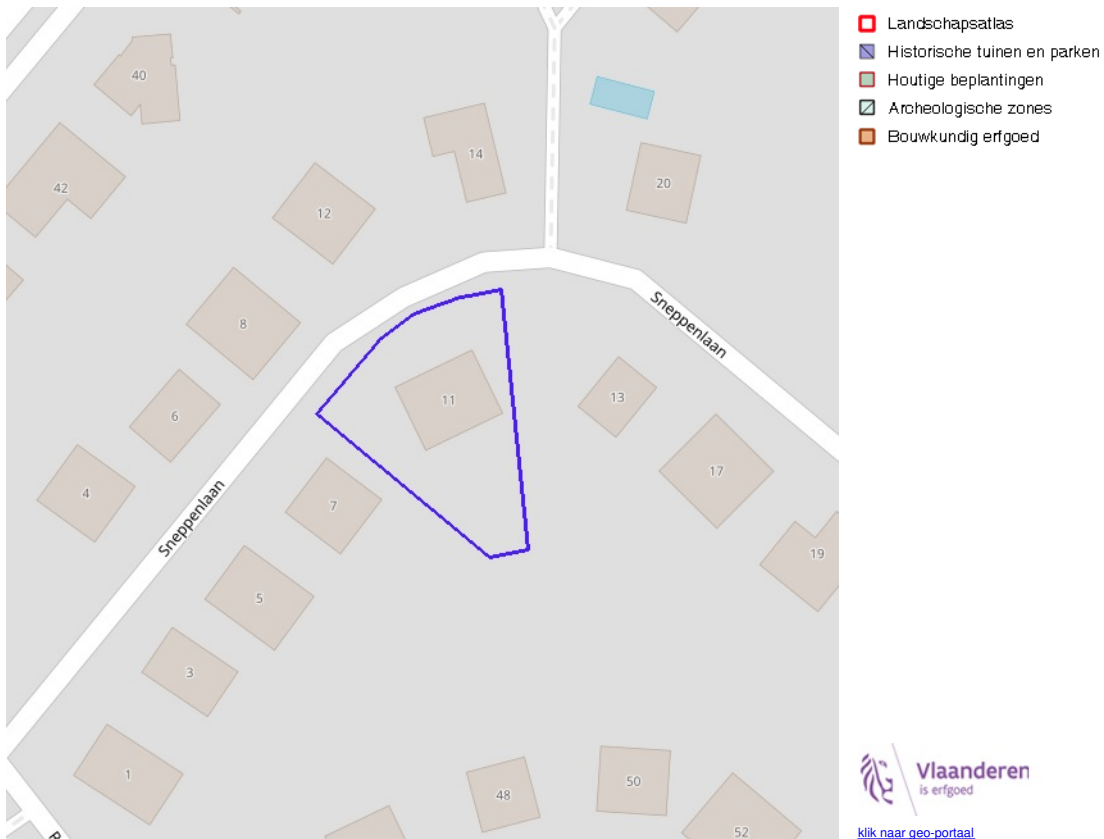 Landschapsatlas
Historische tuinen en parken
Houtige beplantingen
Archeologische zones
Bouwkundig erfgoed
40
42
14
12
20
8
Sneppenlaan
6
11
13
4
7
17
Sneppenlaan
19
5
3
1
48
50
52
Vlaanderen
is erfgoed
klik naar geo-portaal